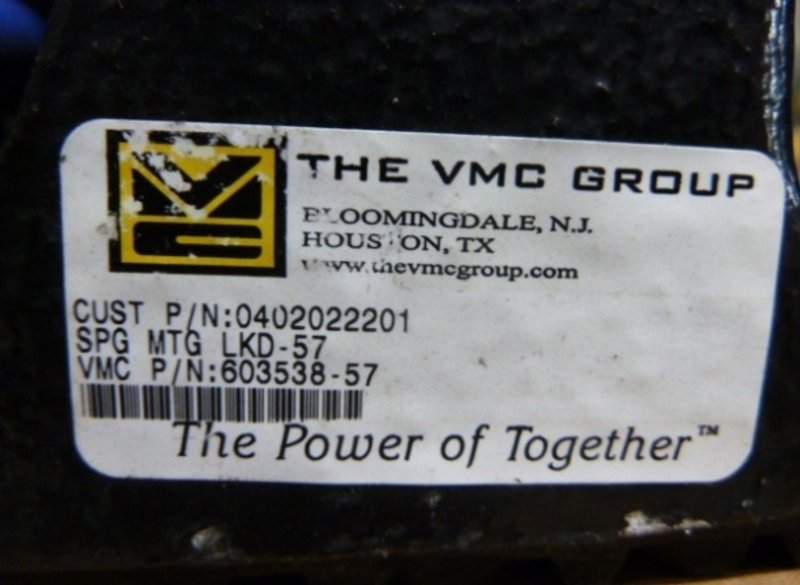 VMC
THE VMC GROUP
BLOOMINGDALE, N.J.
HOUSTON, TX
www.thevmcgroup.com
CUST P/N:0402022201
SPG MTG LKD-57
VMC P/N:603538-57
The Power of Together™